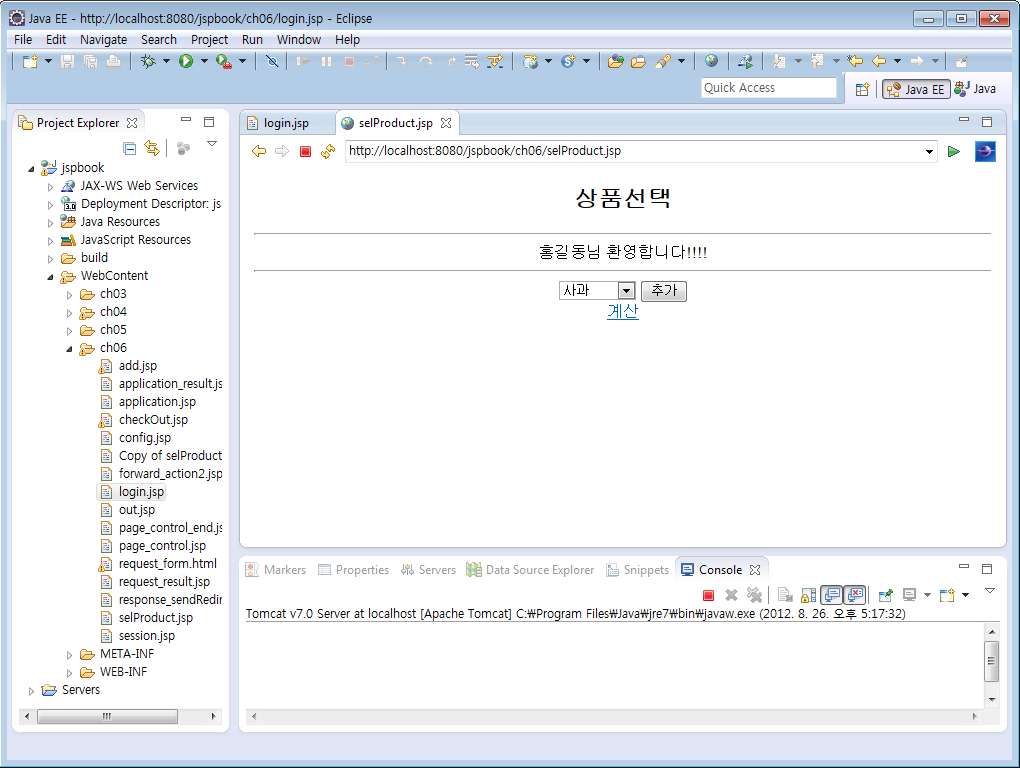 Java EE - http://localhost:8080/jspbook/ch06/login.jsp - Eclipse
File Edit Navigate Search Project Run Window Help
Quick Access
Java EE
Java
Project Explorer
jspbook
JAX-WS Web Services
3.0 Deployment Descriptor: js
Java Resources
JavaScript Resources
build
WebContent
ch03
ch04
ch05
ch06
add.jsp
application_result.js
application.jsp
checkOut.jsp
config.jsp
Copy of selProduct
forward_action2.jsp
login.jsp
out.jsp
page_control_end.js
page_control.jsp
request_form.html
request_result.jsp
response_sendRedir
selProduct.jsp
session.jsp
META-INF
WEB-INF
Servers
login.jsp
selProduct.jsp
http://localhost:8080/jspbook/ch06/selProduct.jsp
상품선택
홍길동님 환영합니다!!!!
사과 추가
계산
Markers Properties Servers Data Source Explorer Snippets Console
Tomcat v7.0 Server at localhost [Apache Tomcat] C:₩Program Files₩Java₩jre7₩bin₩javaw.exe (2012. 8. 26. 오후 5:17:32)